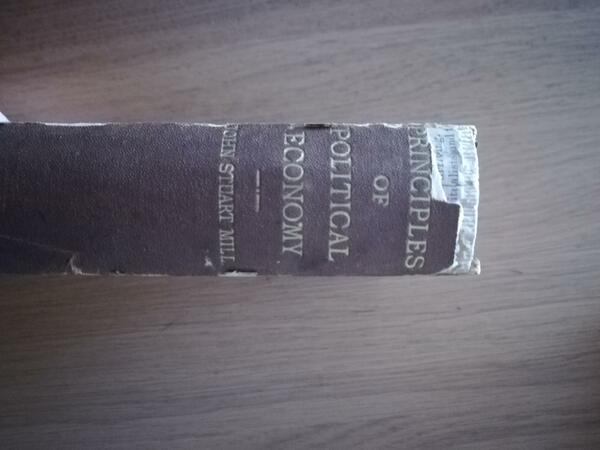 PRINCIPLES
OF
POLITICAL
ECONOMY
JOHN STUART MILL